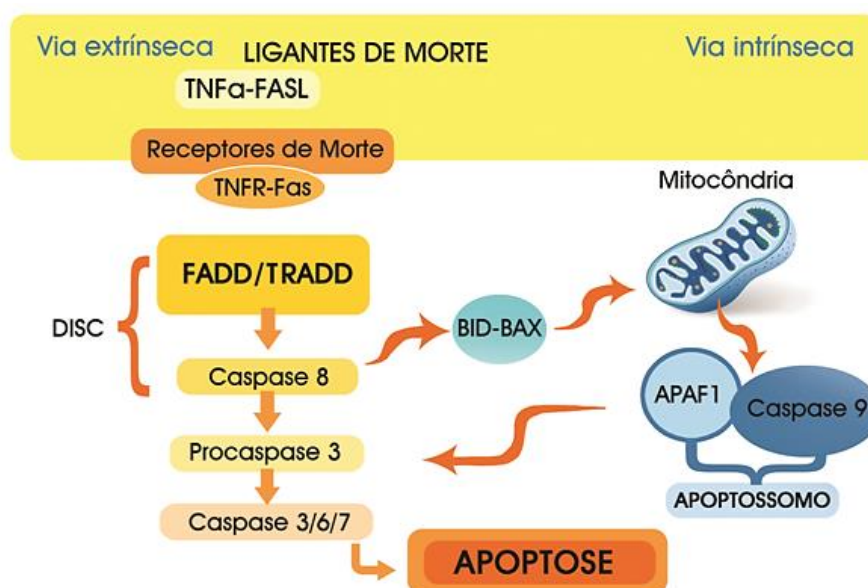 Via extrínseca
LIGANTES DE MORTE
Via intrínseca
TNFα-FASL
Receptores de Morte
TNFR-Fas
Mitocôndria
FADD/TRADD
DISC
BID-BAX
Caspase 8
APAF1
Caspase 9
Procaspase 3
APOPTOSSOMO
Caspase 3/6/7
APOPTOSE